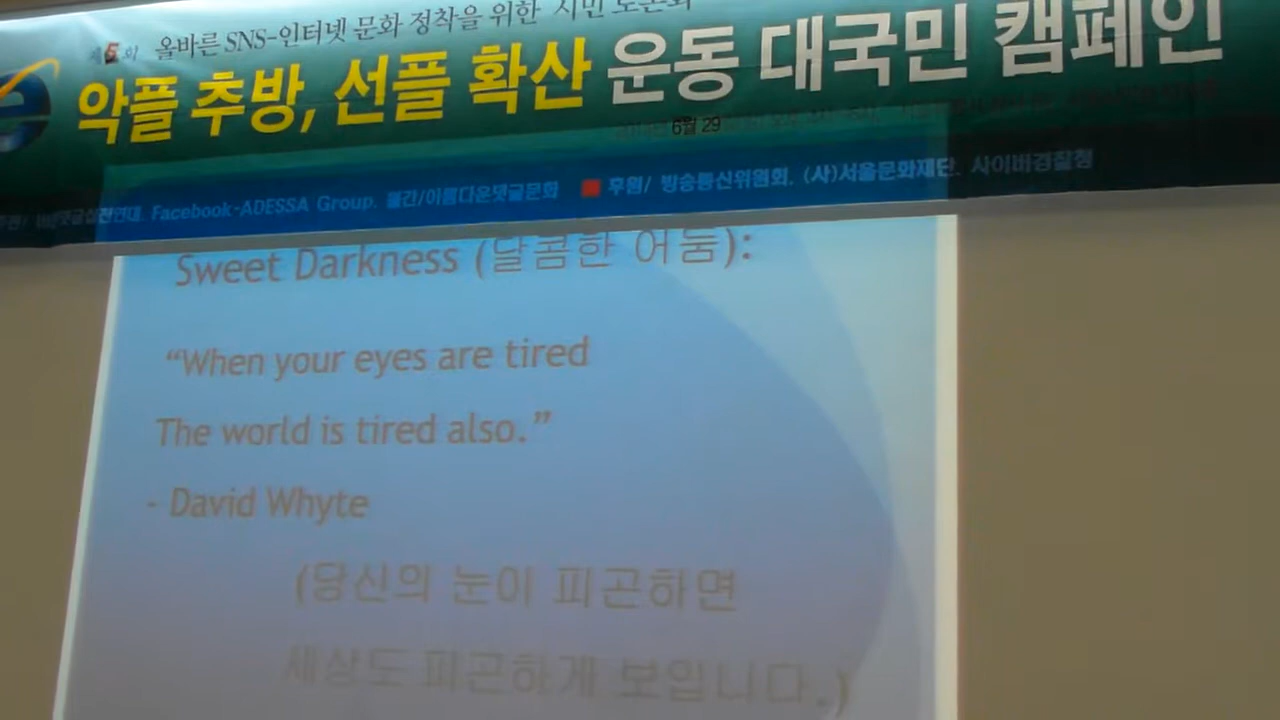 제5회 올바른 SNS-인터넷 문화 정착을 위한 시민 토론회
악플 추방, 선플 확산 운동 대국민 캠페인
6월 29
Facebook-ADESSA Group. 월간/아름다운댓글문화 ■ 후원/ 방송통신위원회. (사)서울문화재단. 사이버경찰청
Sweet Darkness (달콤한 어둠):
“When your eyes are tired
The world is tired also.”
- David Whyte
(당신의 눈이 피곤하면
세상도 피곤하게 보입니다.)